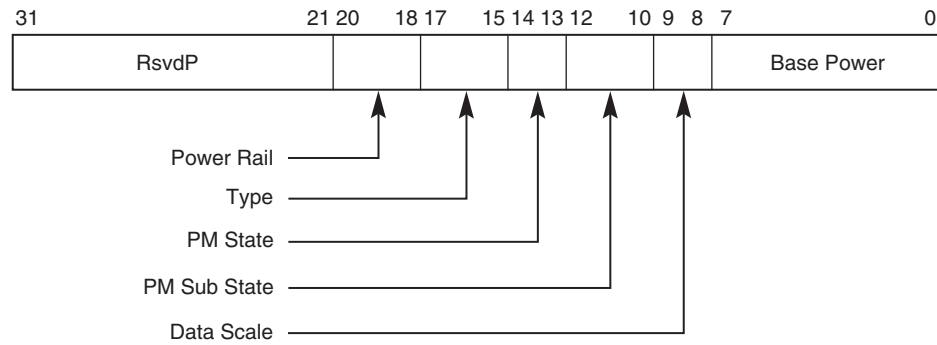 31 21 20 18 17 15 14 13 12 10 9 8 7 0
RsvdP Base Power
Power Rail
Type
PM State
PM Sub State
Data Scale